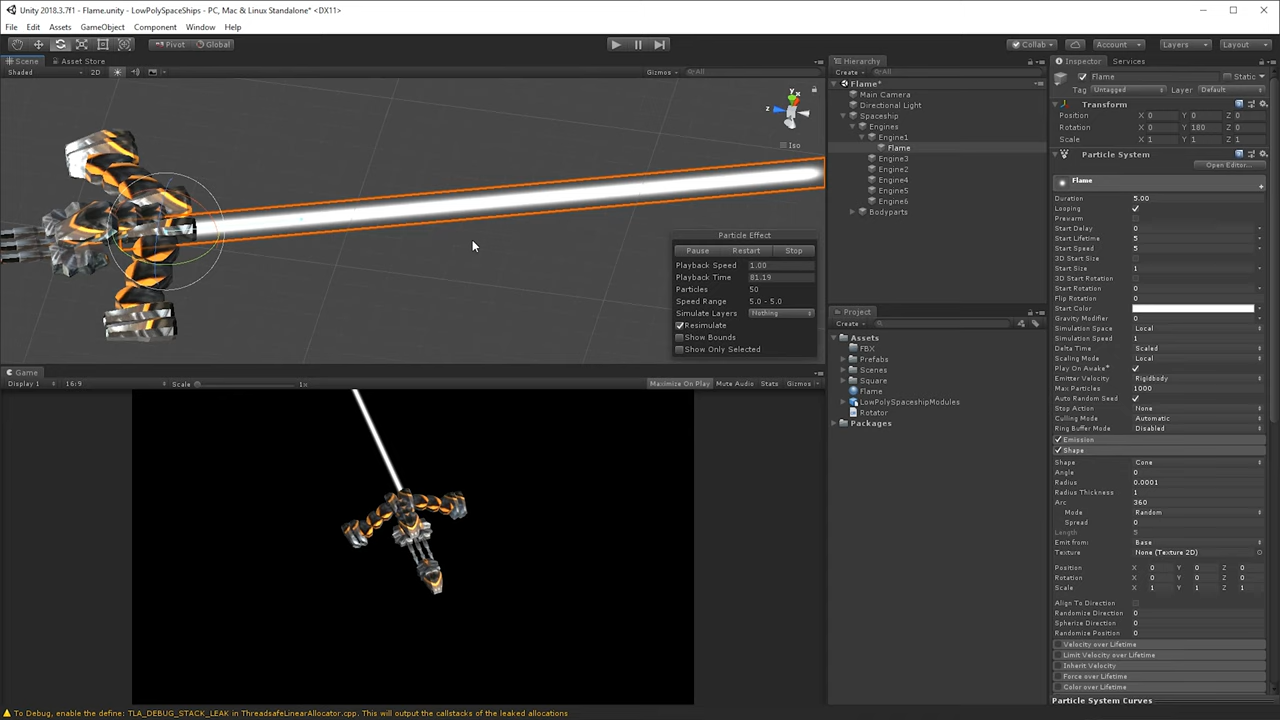 Unity 2018.3.7f1 - Flame.unity - LowPolySpaceShips - PC, Mac & Linux Standalone* <DX11>
File Edit Assets GameObject Component Window Help
Pivot Global Collab Account Layers Layout
Scene Asset Store
Shaded 2D Gizmos All
y x
z
Iso
Particle Effect
Pause Restart Stop
Playback Speed 1.00
Playback Time 81.19
Particles 50
Speed Range 5.0 - 5.0
Simulate Layers Nothing
Resimulate
Show Bounds
Show Only Selected
Game
Display 1 16:9 Scale 1x Maximize On Play Mute Audio Stats Gizmos
Hierarchy
Create All
Flame*
Main Camera
Directional Light
Spaceship
Engines
Engine1
Flame
Engine3
Engine2
Engine4
Engine5
Engine6
Bodyparts
Project
Create
Assets
FBX
Prefabs
Scenes
Square
Flame
LowPolySpaceshipModules
Rotator
Packages
Inspector Services
Flame Static
Tag Untagged Layer Default
Transform
Position X 0 Y 0 Z 0
Rotation X 0 Y 180 Z 0
Scale X 1 Y 1 Z 1
Particle System
Open Editor...
Flame
Duration 5.00
Looping
Prewarm
Start Delay 0
Start Lifetime 5
Start Speed 5
3D Start Size
Start Size 1
3D Start Rotation
Start Rotation 0
Flip Rotation 0
Start Color
Gravity Modifier 0
Simulation Space Local
Simulation Speed 1
Delta Time Scaled
Scaling Mode Local
Play On Awake*
Emitter Velocity Rigidbody
Max Particles 1000
Auto Random Seed
Stop Action None
Culling Mode Automatic
Ring Buffer Mode Disabled
Emission
Shape
Shape Cone
Angle 0
Radius 0.0001
Radius Thickness 1
Arc 360
Mode Random
Spread 0
Length 5
Emit from: Base
Texture None (Texture 2D)
Position X 0 Y 0 Z 0
Rotation X 0 Y 0 Z 0
Scale X 1 Y 1 Z 1
Align To Direction
Randomize Direction 0
Spherize Direction 0
Randomize Position 0
Velocity over Lifetime
Limit Velocity over Lifetime
Inherit Velocity
Force over Lifetime
Color over Lifetime
Particle System Curves
To Debug, enable the define: TLA_DEBUG_STACK_LEAK in ThreadsafeLinearAllocator.cpp. This will output the callstacks of the leaked allocations